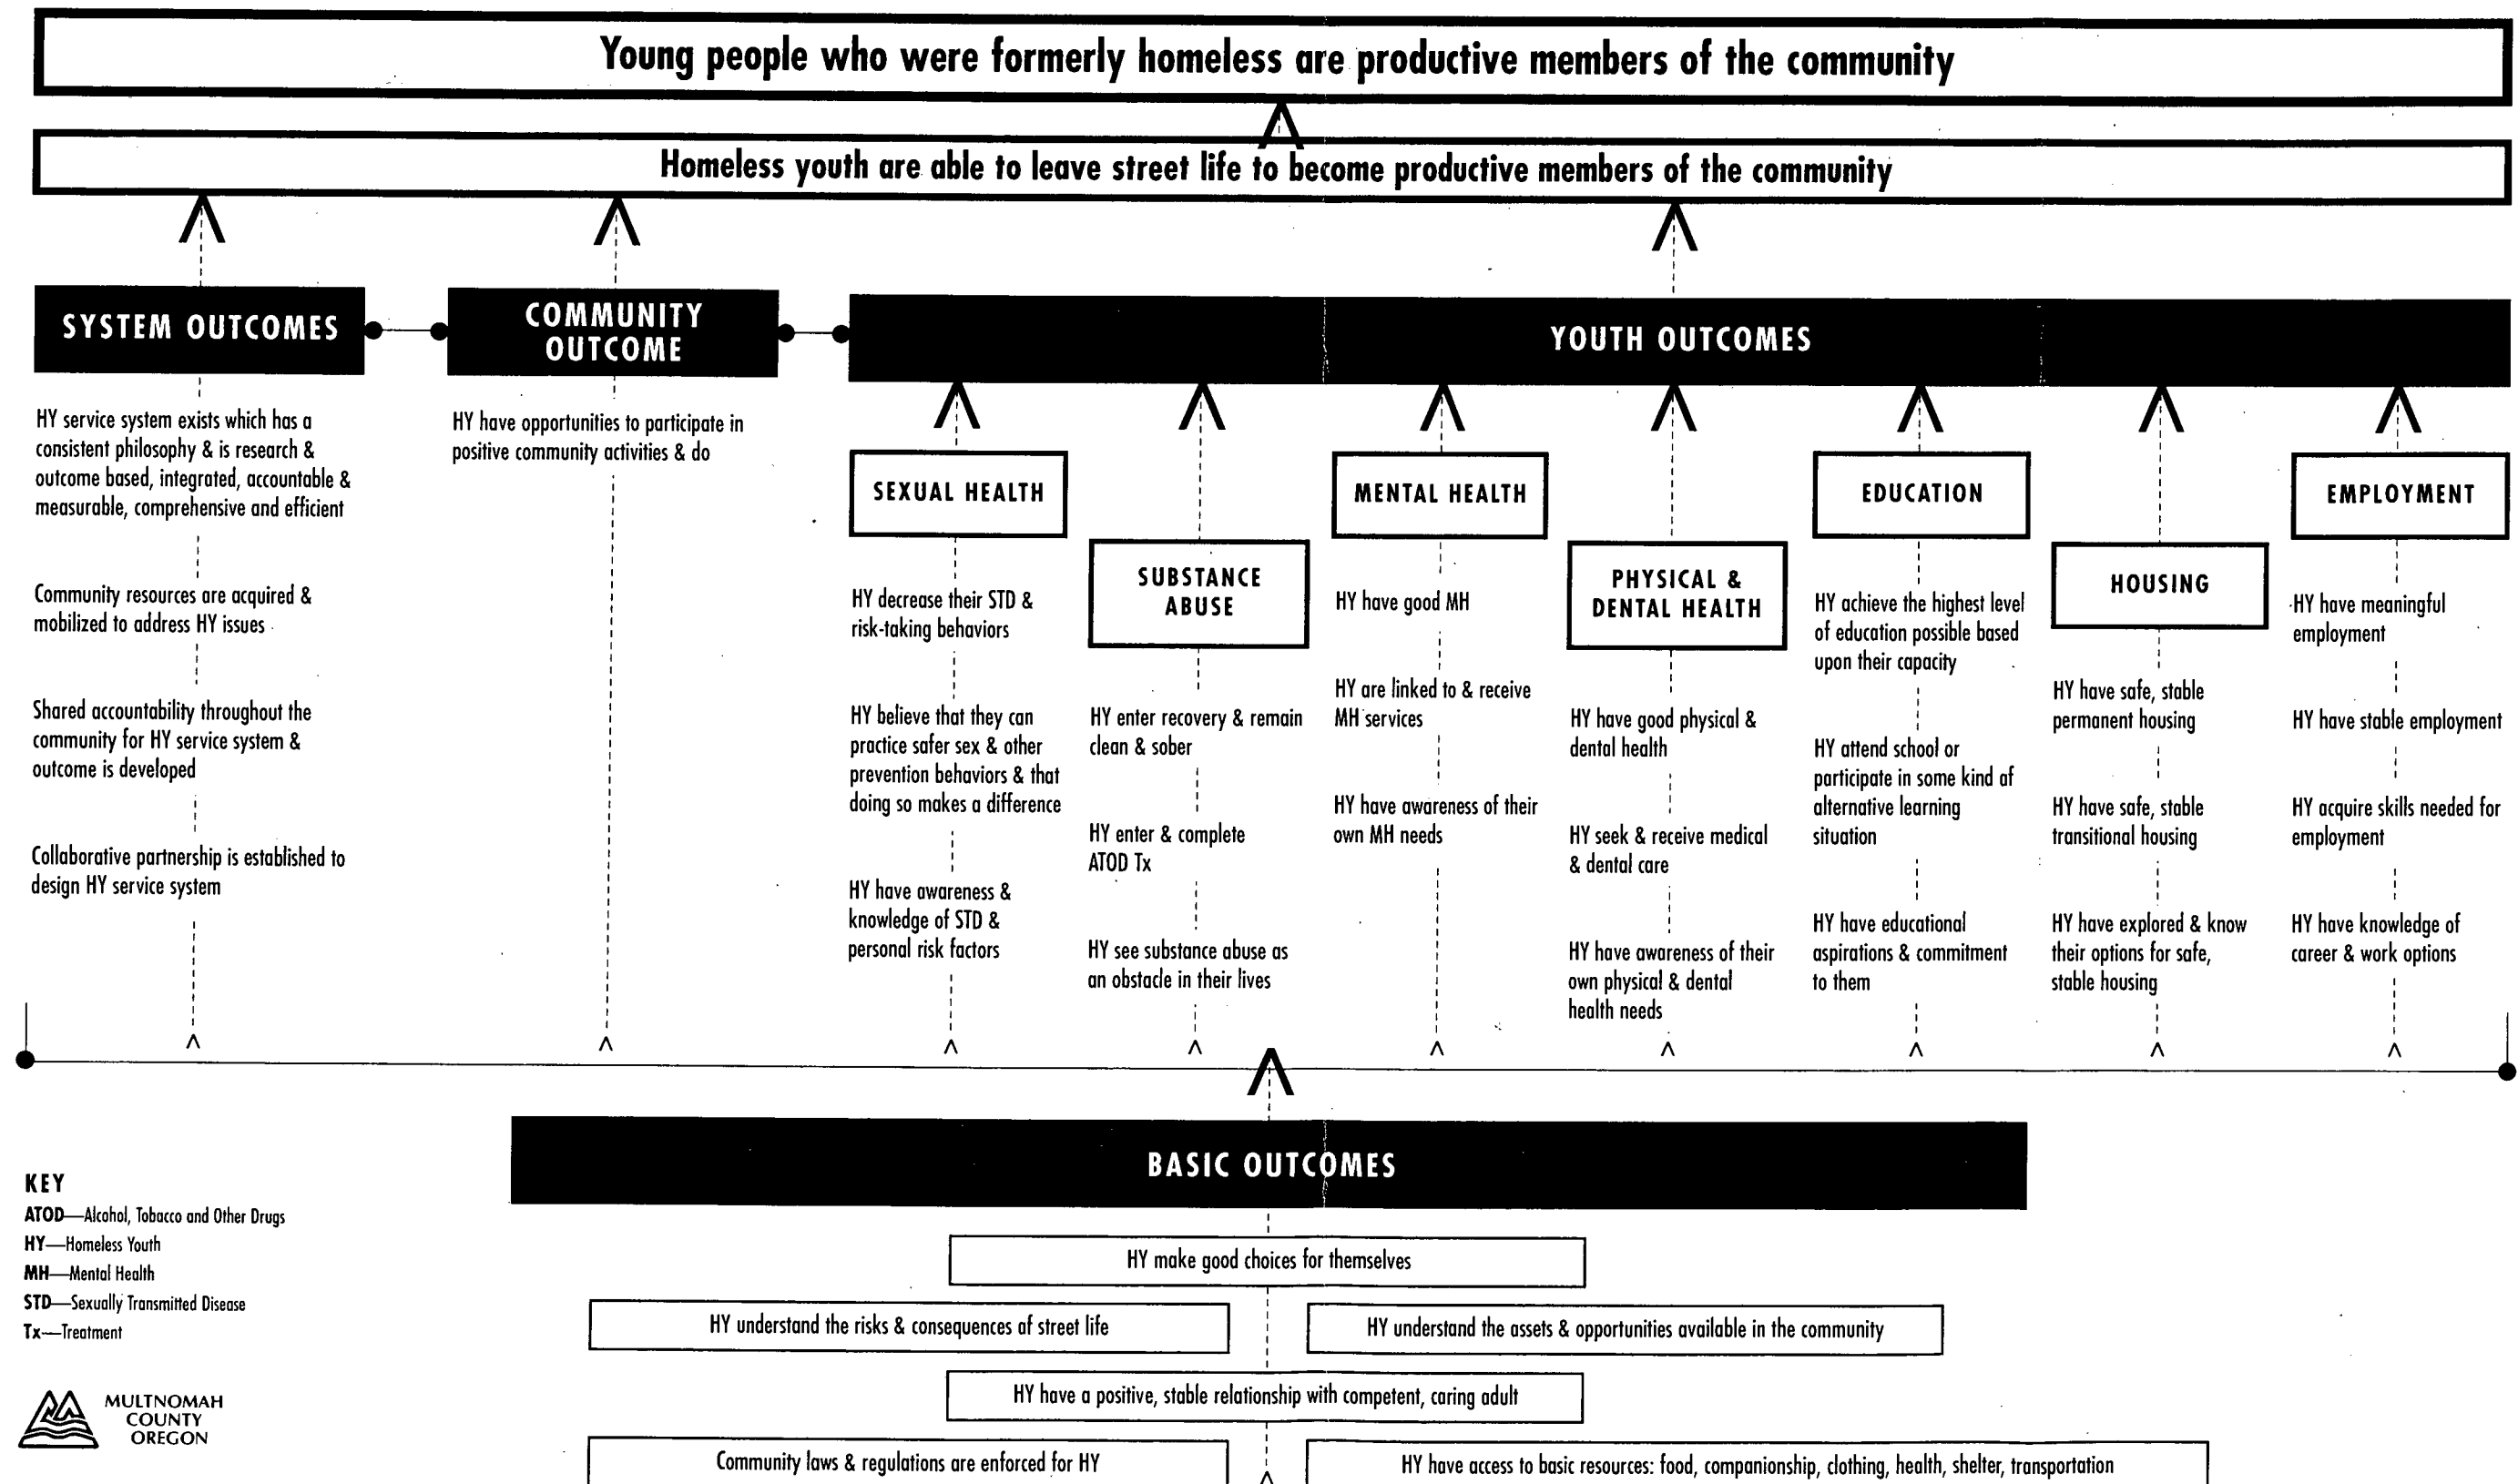 Young people who were formerly homeless are productive members of the community
Homeless youth are able to leave street life to become productive members of the community
SYSTEM OUTCOMES
HY service system exists which has a
consistent philosophy & is research &
outcome based, integrated, accountable &
measurable, comprehensive and efficient
Community resources are acquired &
mobilized to address HY issues
Shared accountability throughout the
community for HY service system &
outcome is developed
Collaborative partnership is established to
design HY service system
COMMUNITY
OUTCOME
HY have opportunities to participate in
positive community activities & do
YOUTH OUTCOMES
SEXUAL HEALTH
HY decrease their STD &
risk-taking behaviors
HY believe that they can
practice safer sex & other
prevention behaviors & that
doing so makes a difference
HY have awareness &
knowledge of STD &
personal risk factors
SUBSTANCE
ABUSE
HY enter recovery & remain
clean & sober
HY enter & complete
ATOD Tx
HY see substance abuse as
an obstacle in their lives
MENTAL HEALTH
HY have good MH
HY are linked to & receive
MH services
HY have awareness of their
own MH needs
PHYSICAL &
DENTAL HEALTH
HY have good physical &
dental health
HY seek & receive medical
& dental care
HY have awareness of their
own physical & dental
health needs
EDUCATION
HY achieve the highest level
of education possible based
upon their capacity
HY attend school or
participate in some kind of
alternative learning
situation
HY have educational
aspirations & commitment
to them
HOUSING
HY have safe, stable
permanent housing
HY have safe, stable
transitional housing
HY have explored & know
their options for safe,
stable housing
EMPLOYMENT
HY have meaningful
employment
HY have stable employment
HY acquire skills needed for
employment
HY have knowledge of
career & work options
BASIC OUTCOMES
HY make good choices for themselves
HY understand the risks & consequences of street life
HY understand the assets & opportunities available in the community
HY have a positive, stable relationship with competent, caring adult
Community laws & regulations are enforced for HY
HY have access to basic resources: food, companionship, clothing, health, shelter, transportation
KEY
ATOD—Alcohol, Tobacco and Other Drugs
HY—Homeless Youth
MH—Mental Health
STD—Sexually Transmitted Disease
Tx—Treatment
MULTNOMAH
COUNTY
OREGON